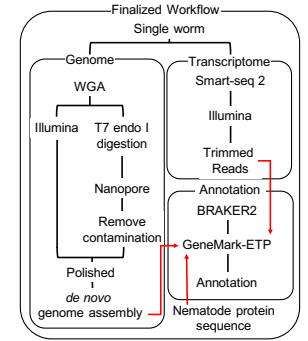 Finalized Workflow
Single worm
Genome
WGA
Illumina
T7 endo I
digestion
Nanopore
Remove
contamination
Polished
de novo
genome assembly
Transcriptome
Smart-seq 2
Illumina
Trimmed
Reads
Annotation
BRAKER2
GeneMark-ETP
Annotation
Nematode protein
sequence